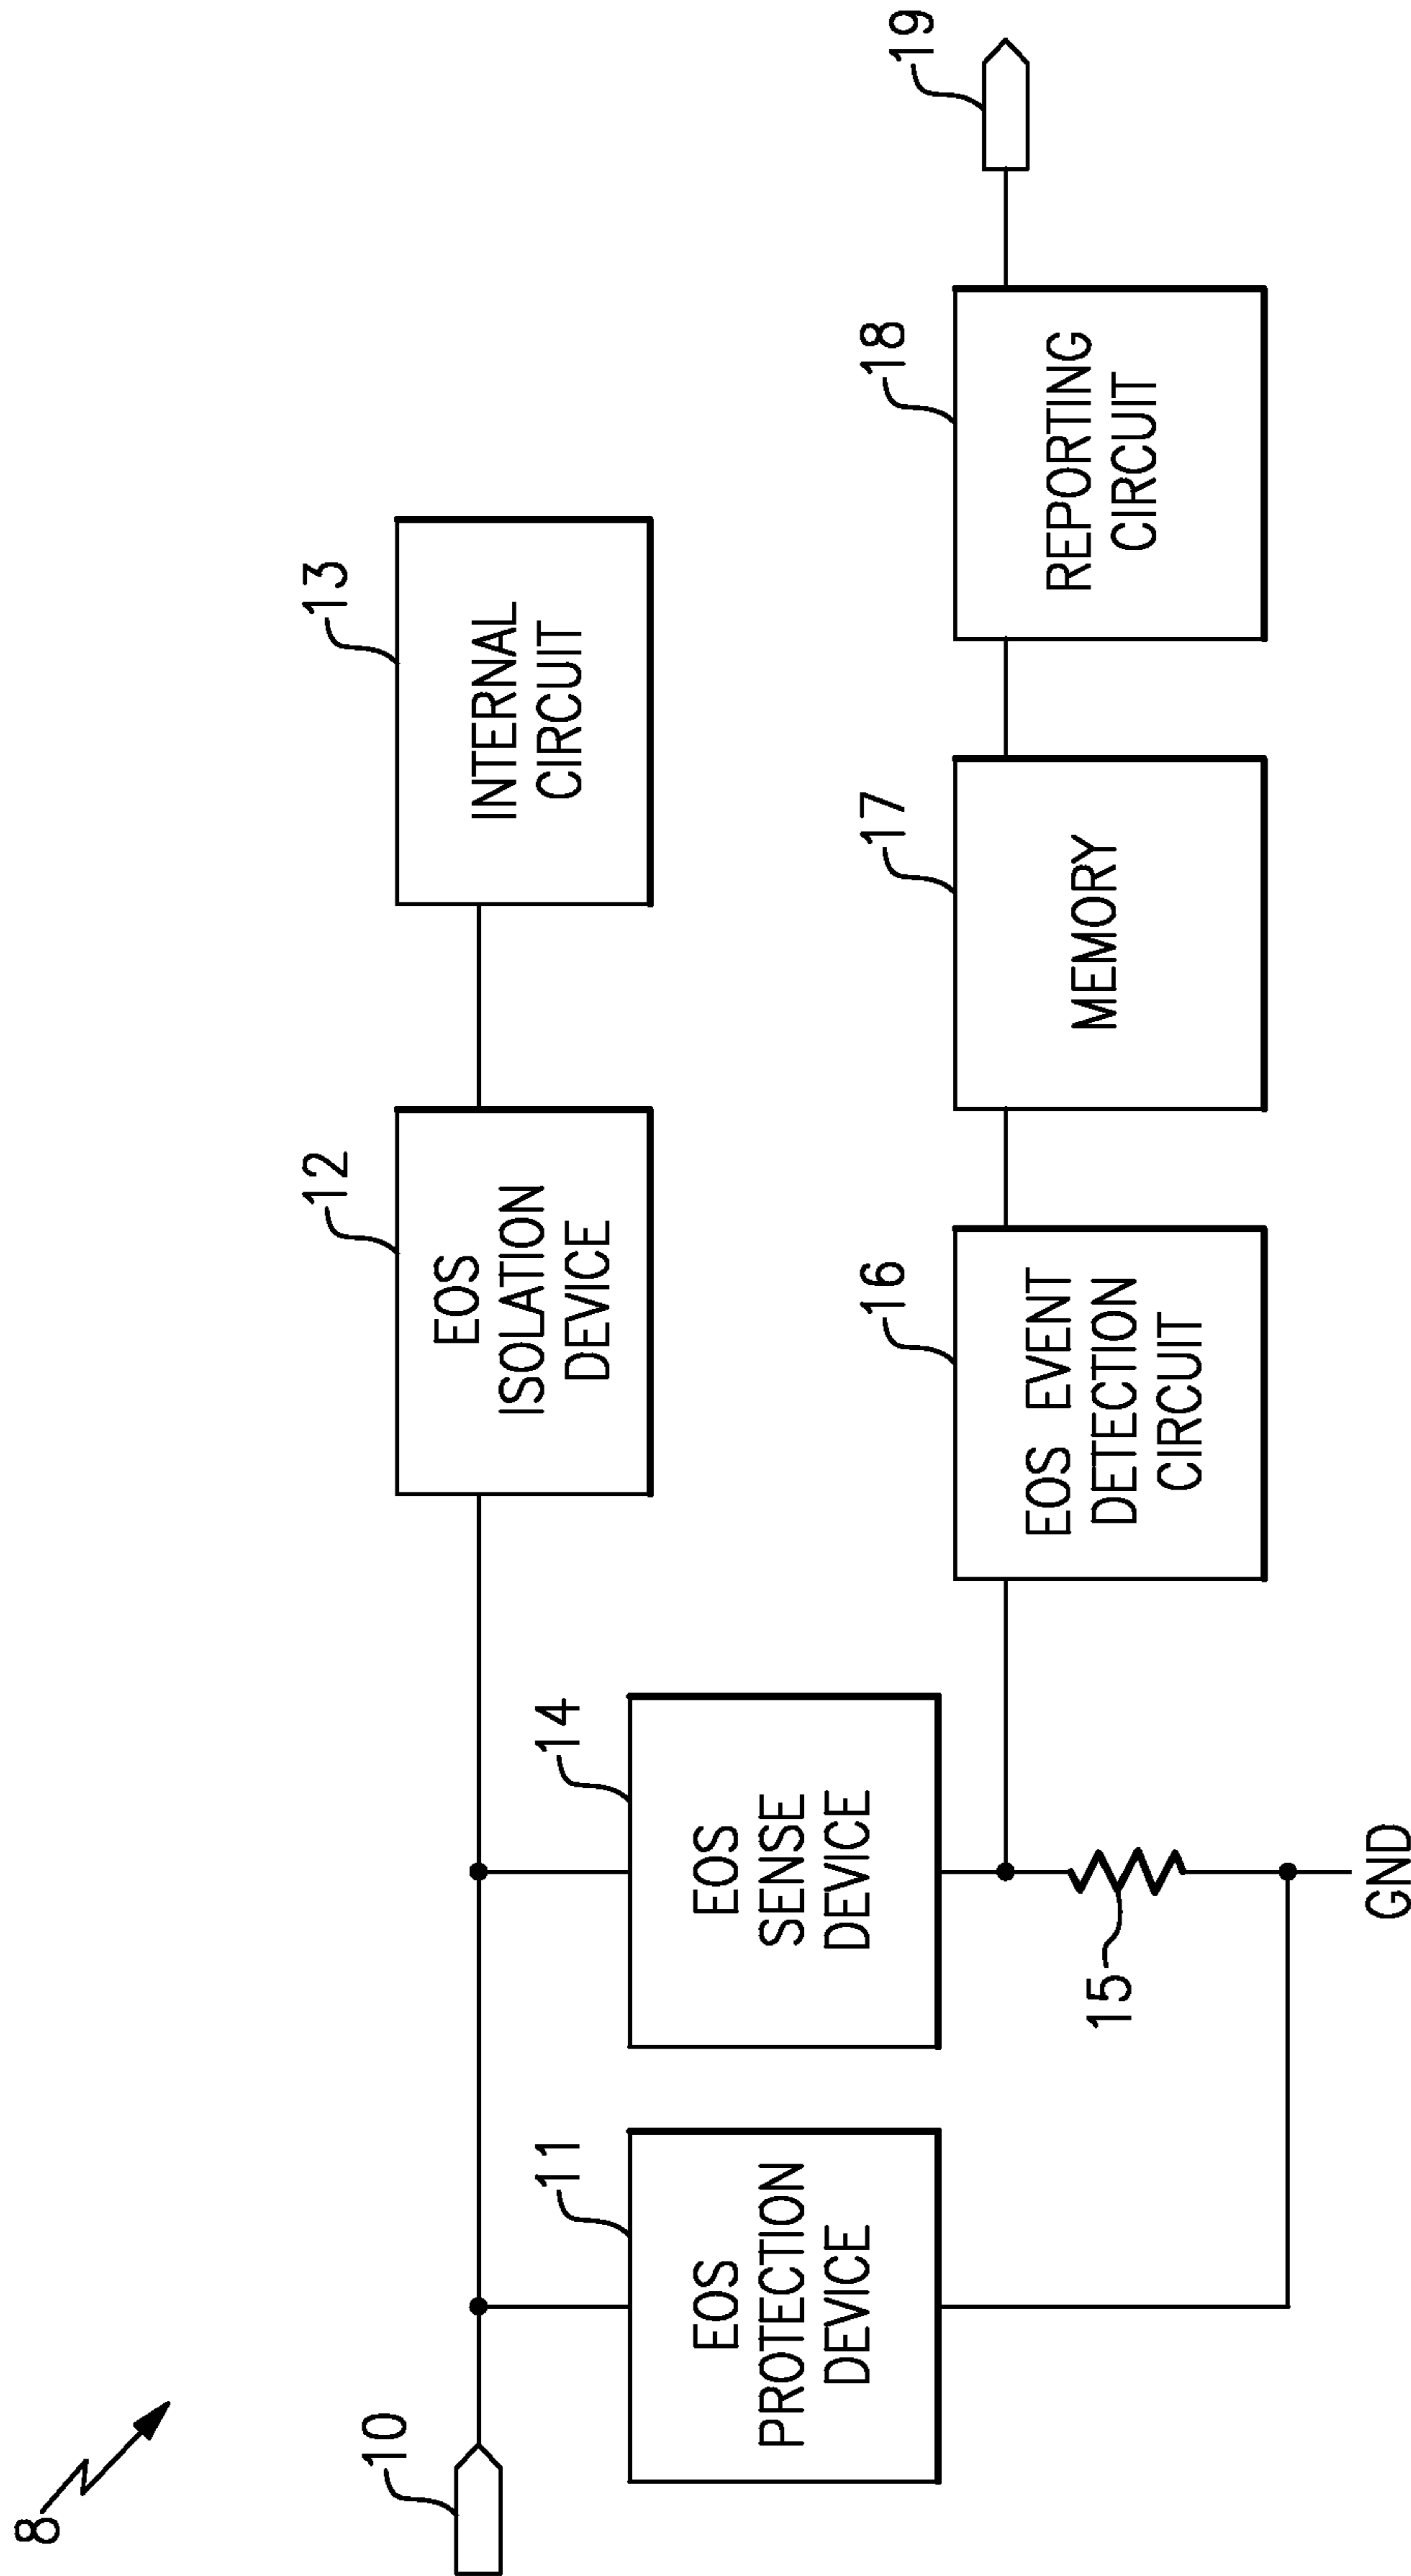 8
10
12
EOS
ISOLATION
DEVICE
13
INTERNAL
CIRCUIT
11
EOS
PROTECTION
DEVICE
14
EOS
SENSE
DEVICE
15
GND
16
EOS EVENT
DETECTION
CIRCUIT
17
MEMORY
18
REPORTING
CIRCUIT
19